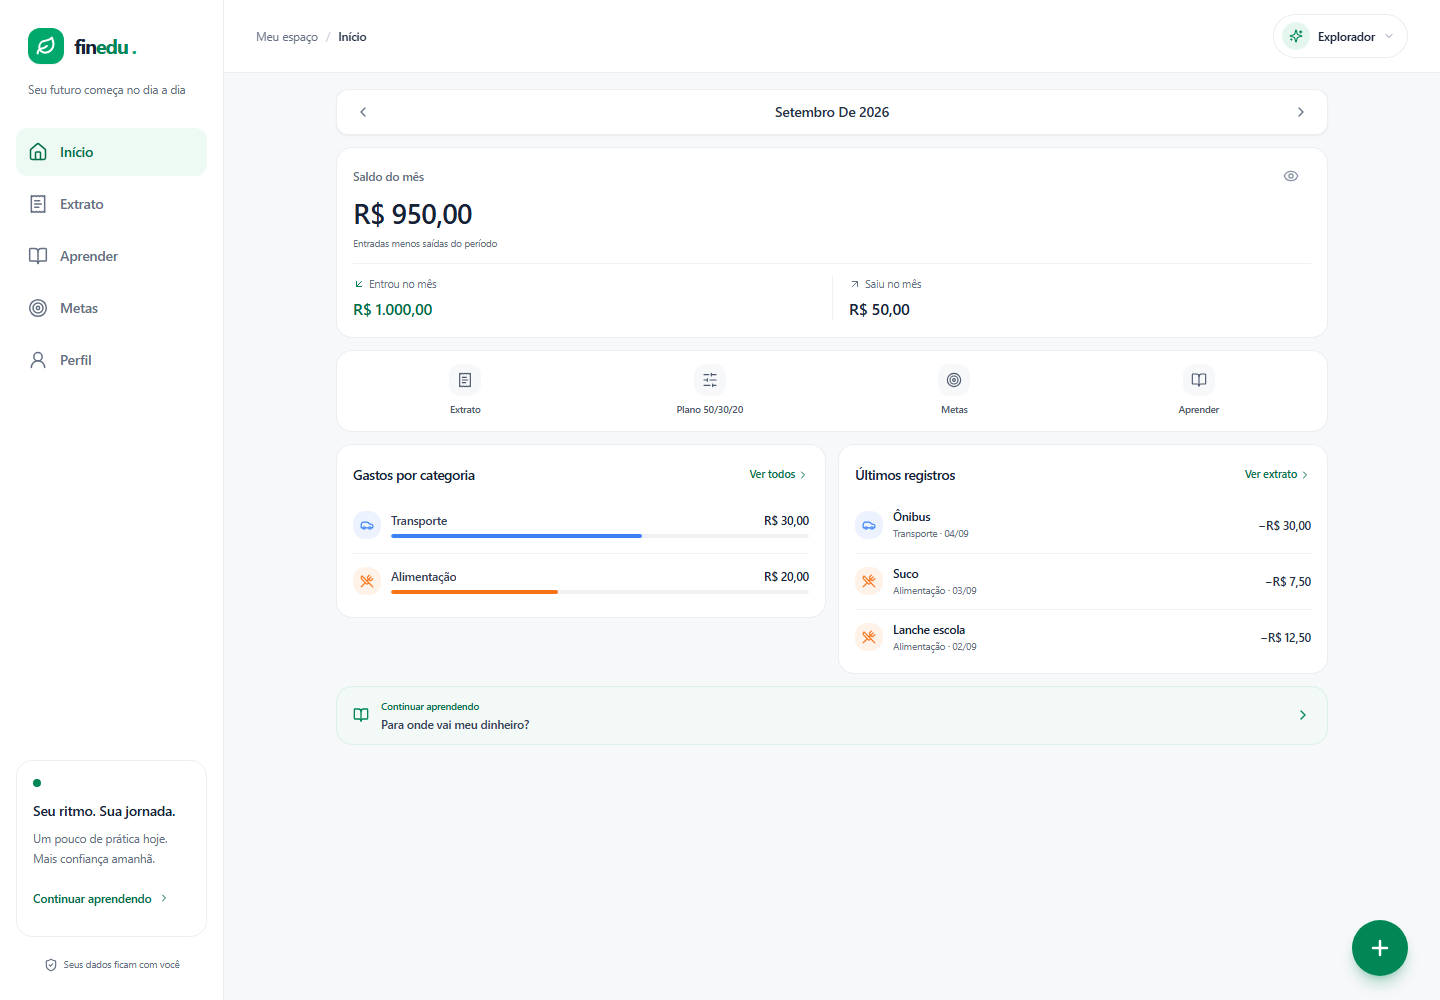 finedu.
Seu futuro começa no dia a dia
Início
Extrato
Aprender
Metas
Perfil
Seu ritmo. Sua jornada.
Um pouco de prática hoje.
Mais confiança amanhã.
Continuar aprendendo
Seus dados ficam com você
Meu espaço / Início
Explorador
Setembro De 2026
Saldo do mês
R$ 950,00
Entradas menos saídas do período
Entrou no mês
R$ 1.000,00
Saiu no mês
R$ 50,00
Extrato
Plano 50/30/20
Metas
Aprender
Gastos por categoria
Ver todos
Transporte
R$ 30,00
Alimentação
R$ 20,00
Últimos registros
Ver extrato
Ônibus
Transporte · 04/09
−R$ 30,00
Suco
Alimentação · 03/09
−R$ 7,50
Lanche escola
Alimentação · 02/09
−R$ 12,50
Continuar aprendendo
Para onde vai meu dinheiro?